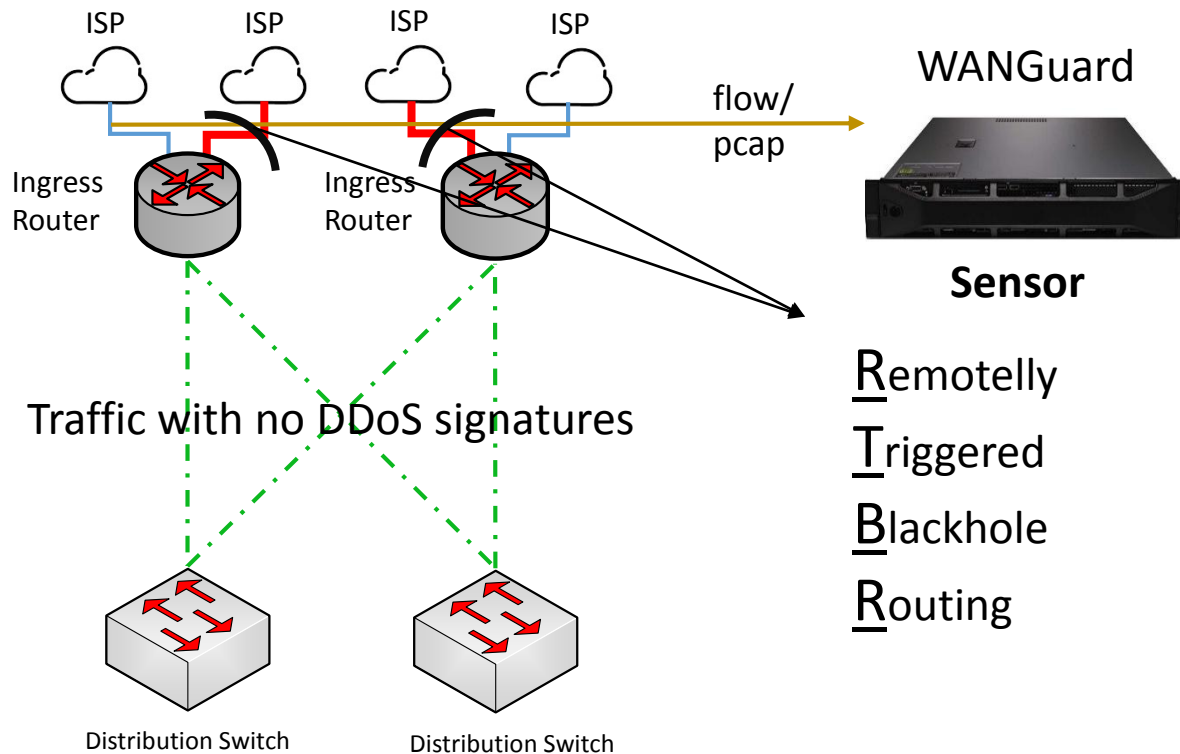 ISP
ISP
ISP
ISP
WANGuard
flow/
pcap
Ingress
Router
Ingress
Router
Sensor
Remotelly
Triggered
Blackhole
Routing
Traffic with no DDoS signatures
Distribution Switch
Distribution Switch